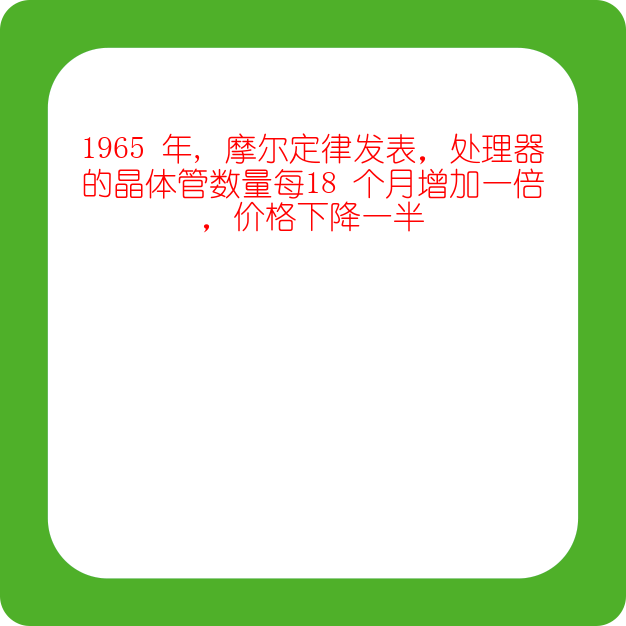 1965 年, 摩尔定律发表，处理器
的晶体管数量每18 个月增加一倍
，价格下降一半